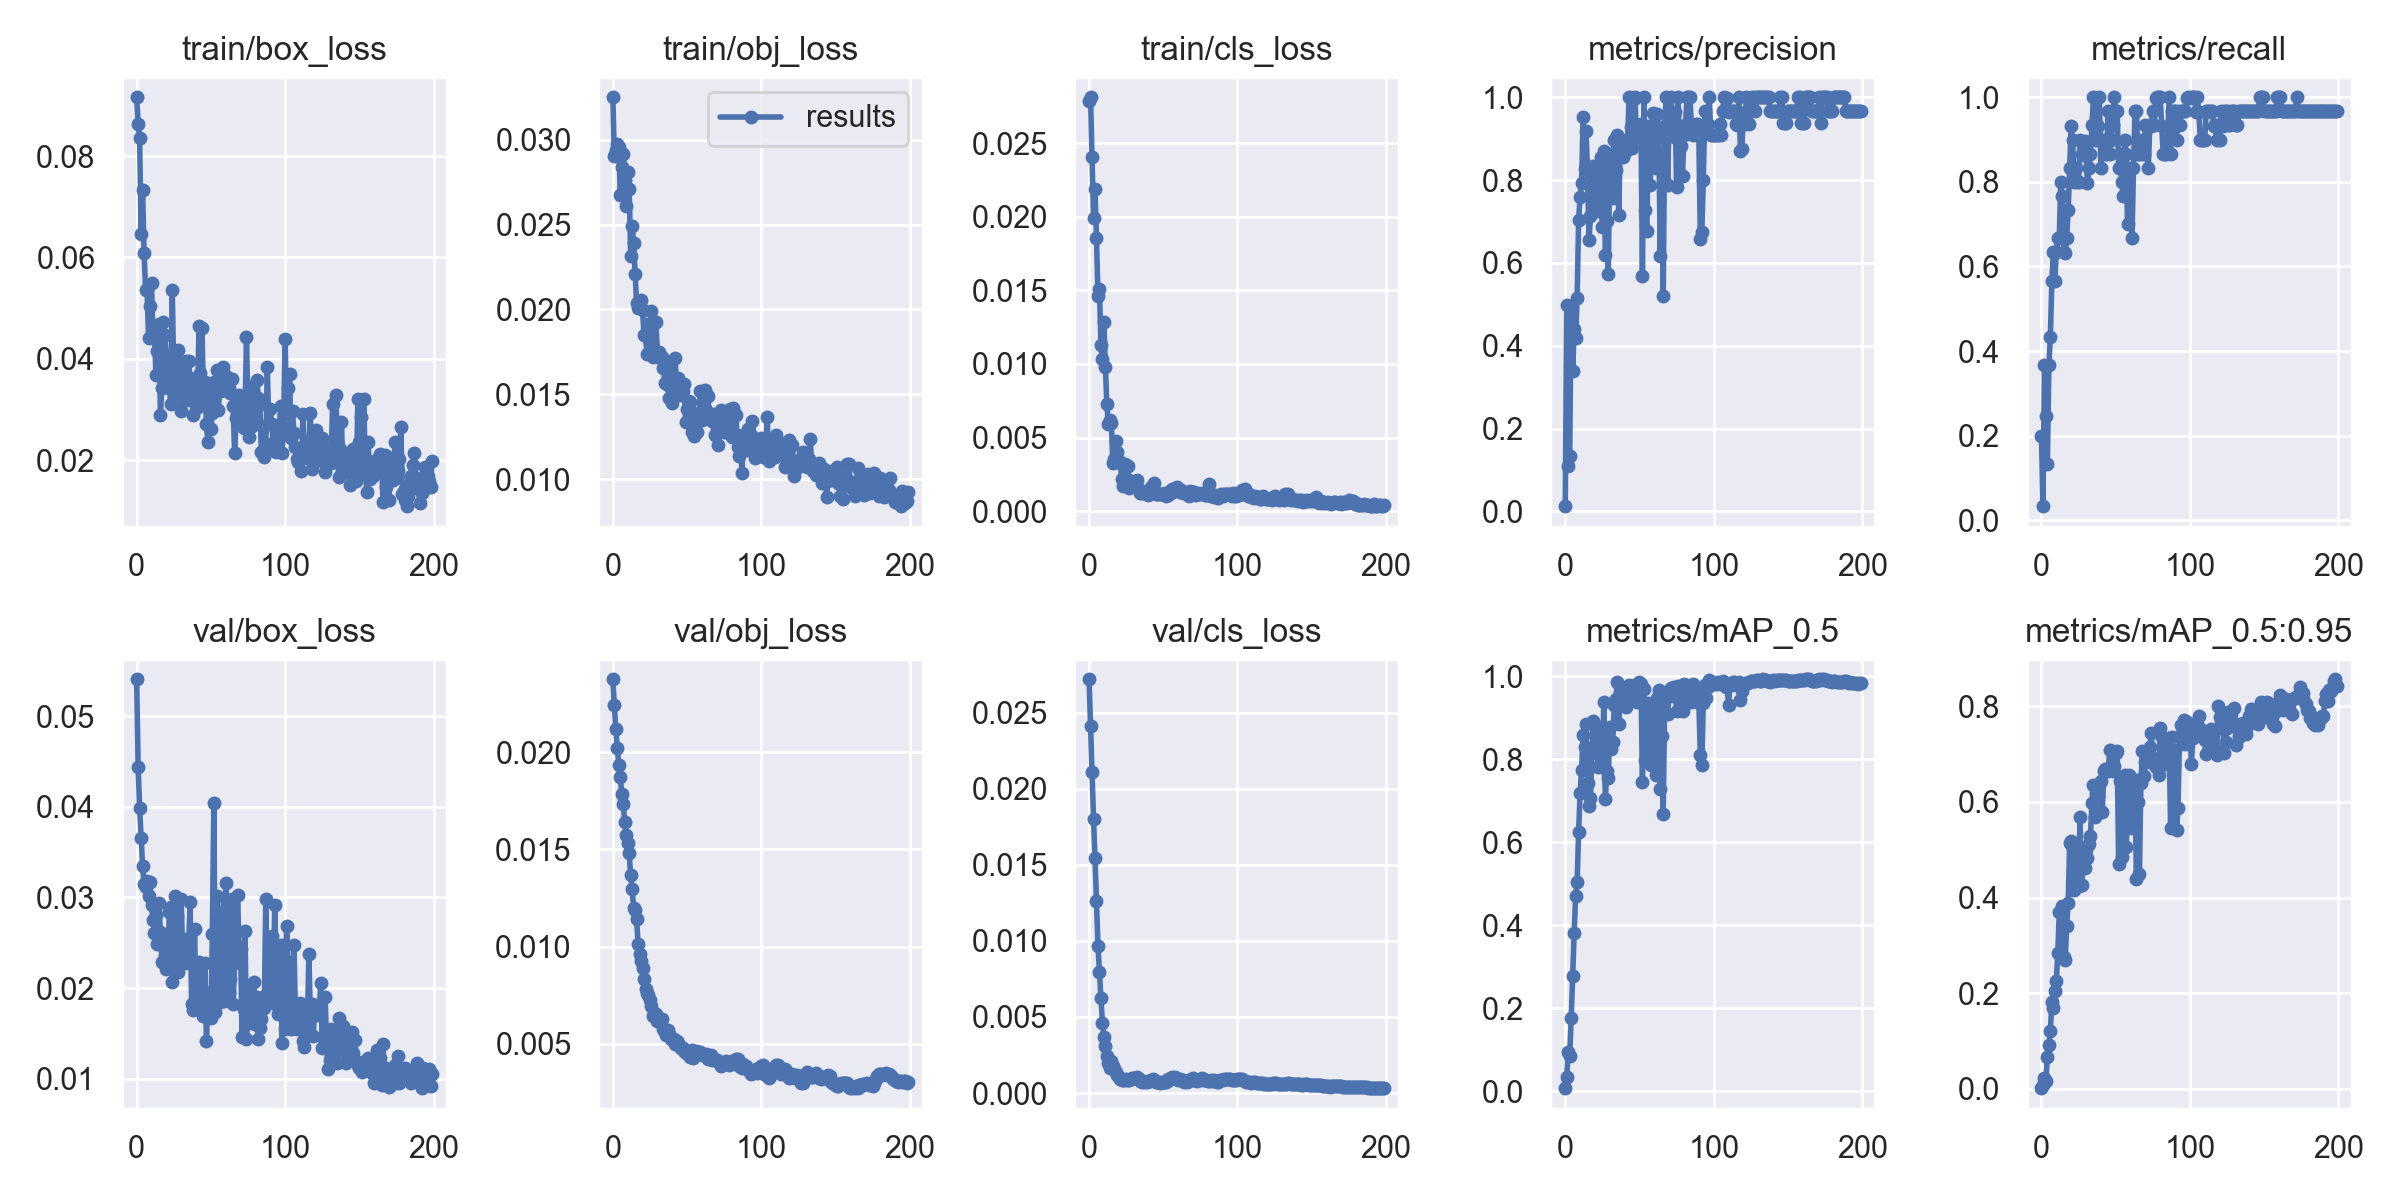 train/box_loss
0.08
0.06
0.04
0.02
0 100 200
train/obj_loss
results
0.030
0.025
0.020
0.015
0.010
0 100 200
train/cls_loss
0.025
0.020
0.015
0.010
0.005
0.000
0 100 200
metrics/precision
1.0
0.8
0.6
0.4
0.2
0.0
0 100 200
metrics/recall
1.0
0.8
0.6
0.4
0.2
0.0
0 100 200
val/box_loss
0.05
0.04
0.03
0.02
0.01
0 100 200
val/obj_loss
0.020
0.015
0.010
0.005
0 100 200
val/cls_loss
0.025
0.020
0.015
0.010
0.005
0.000
0 100 200
metrics/mAP_0.5
1.0
0.8
0.6
0.4
0.2
0.0
0 100 200
metrics/mAP_0.5:0.95
0.8
0.6
0.4
0.2
0.0
0 100 200